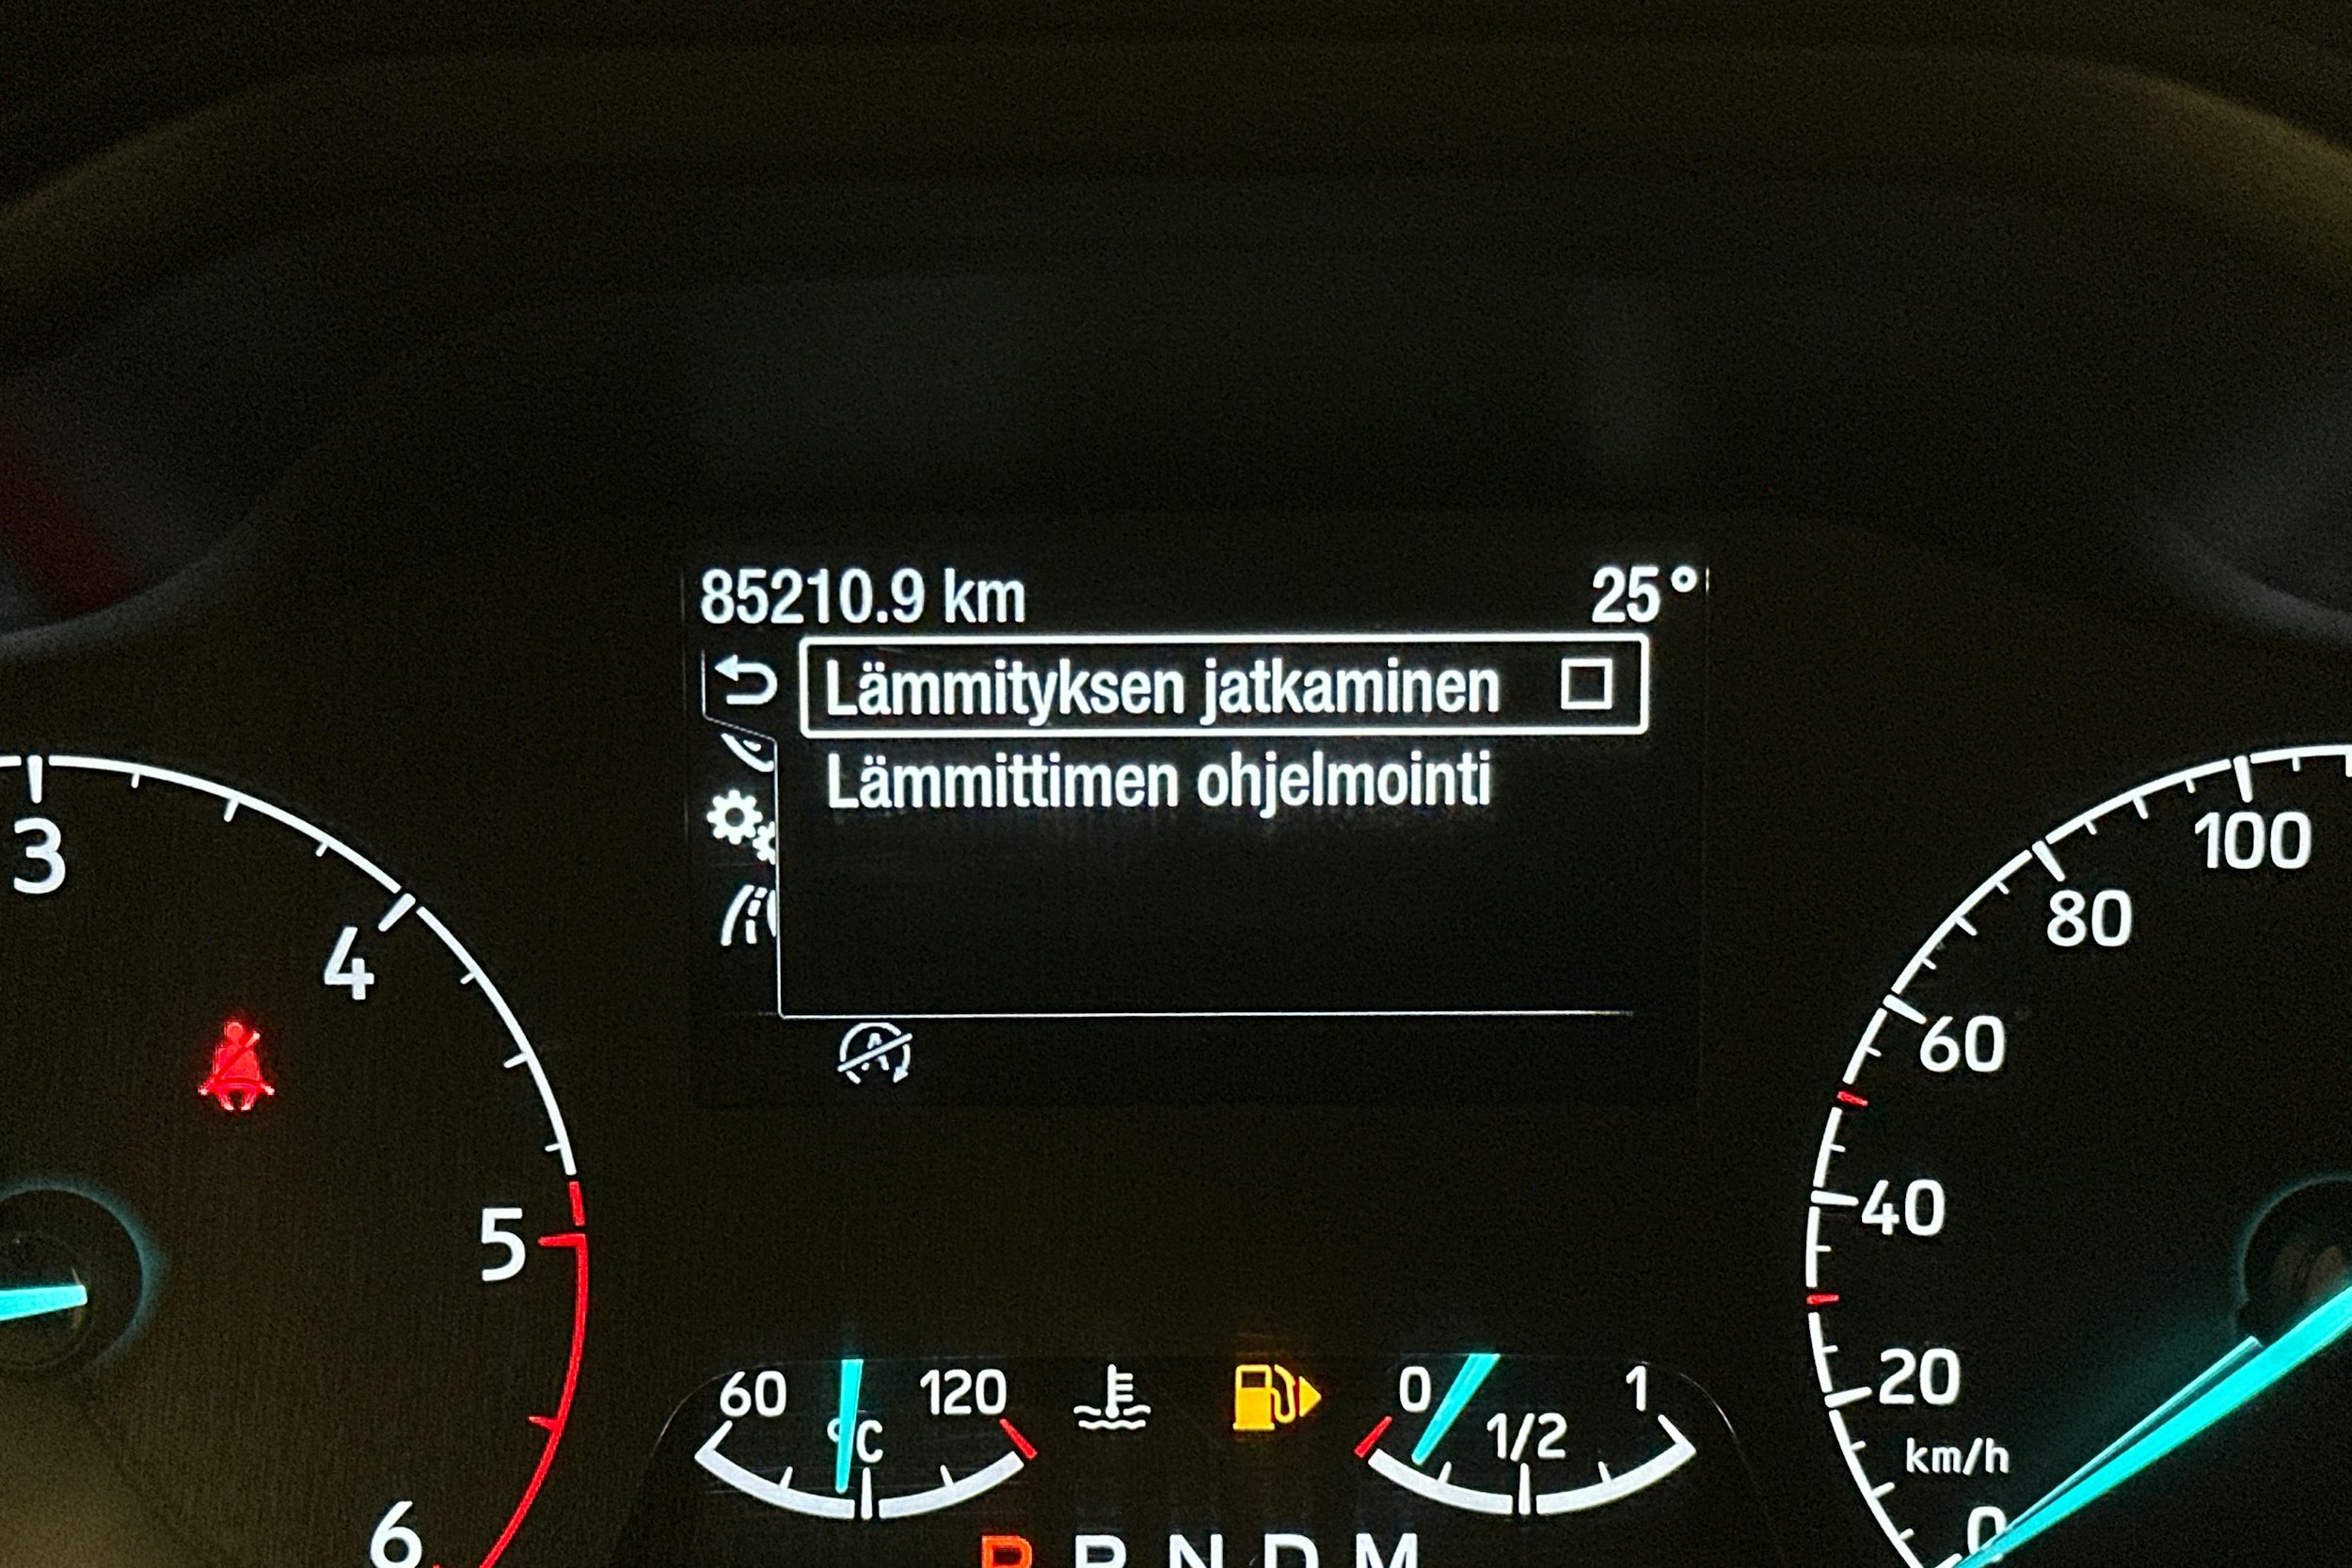 85210.9 km 25°
Lämmityksen jatkaminen
Lämmittimen ohjelmointi
3
4
5
6
100
80
60
40
20
km/h
0
60 120
°C
0 1/2 1
P R N D M